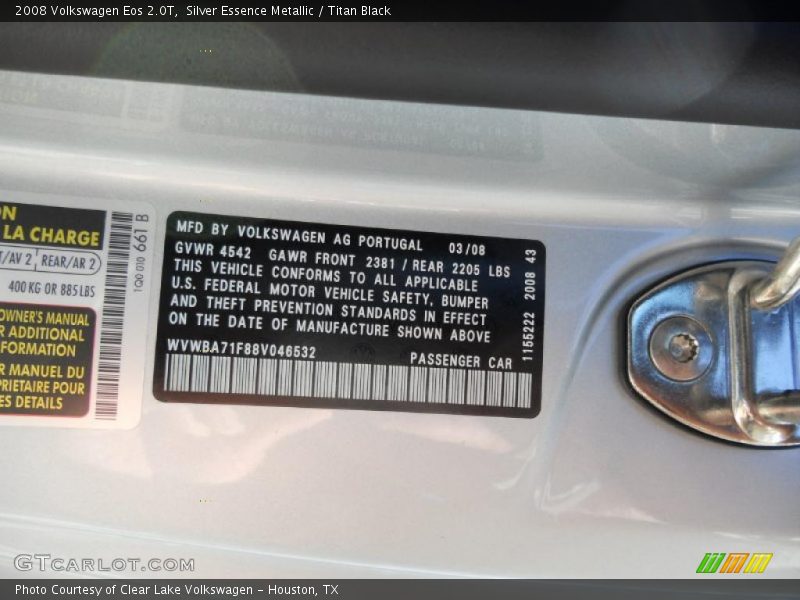 2008 Volkswagen Eos 2.0T,  Silver Essence Metallic / Titan Black
LA CHARGE
/AV 2 REAR/AR 2
400 KG OR 885 LBS
OWNER'S MANUAL
R ADDITIONAL
FORMATION
R MANUEL DU
PRIETAIRE POUR
ES DETAILS
1Q0 010 661 B
MFD BY VOLKSWAGEN AG PORTUGAL 03/08
GVWR 4542 GAWR FRONT 2381 / REAR 2205 LBS
THIS VEHICLE CONFORMS TO ALL APPLICABLE
U.S. FEDERAL MOTOR VEHICLE SAFETY, BUMPER
AND THEFT PREVENTION STANDARDS IN EFFECT
ON THE DATE OF MANUFACTURE SHOWN ABOVE
WVWBA71F88V046532 PASSENGER CAR
1155222 2008 43
GTCARLOT.COM
Photo Courtesy of Clear Lake Volkswagen - Houston, TX